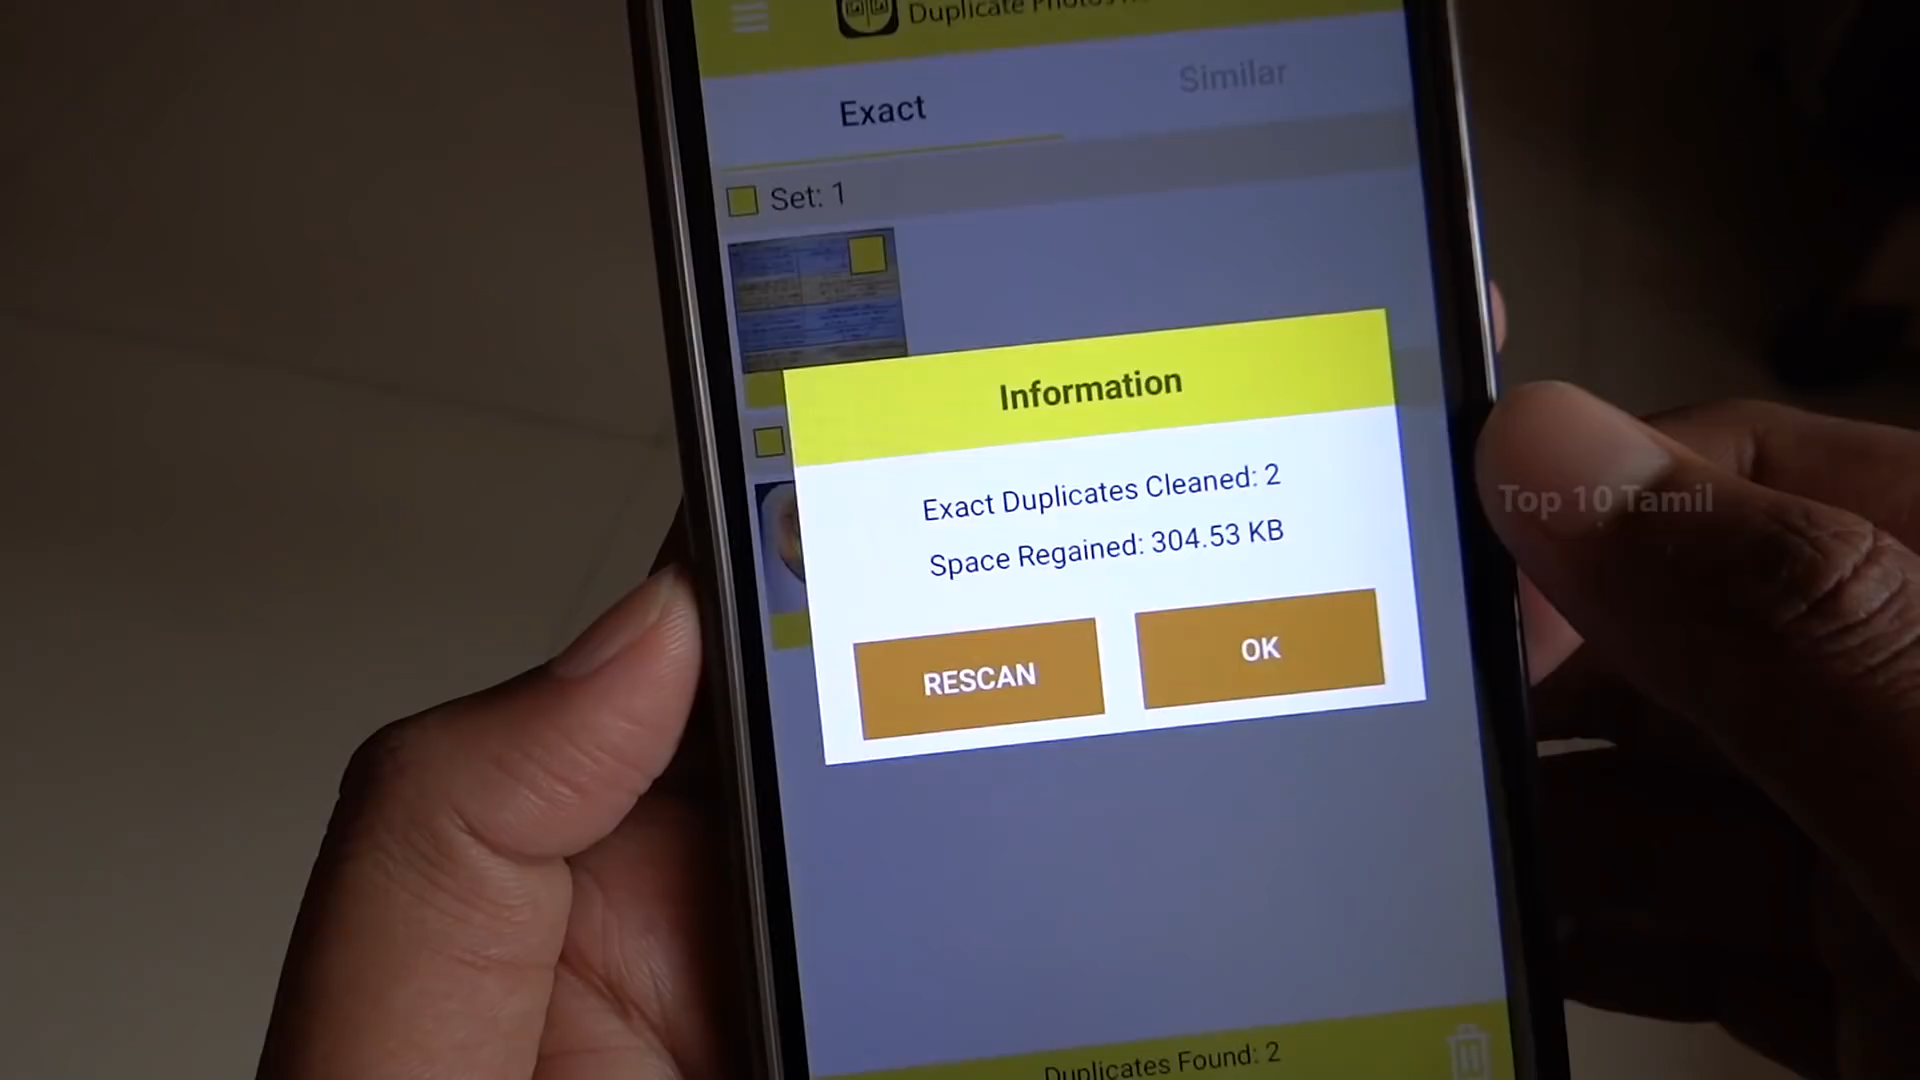 Duplicate Photos
Exact
Similar
Set: 1
Information
Exact Duplicates Cleaned: 2
Space Regained: 304.53 KB
RESCAN
OK
Top 10 Tamil
Duplicates Found: 2